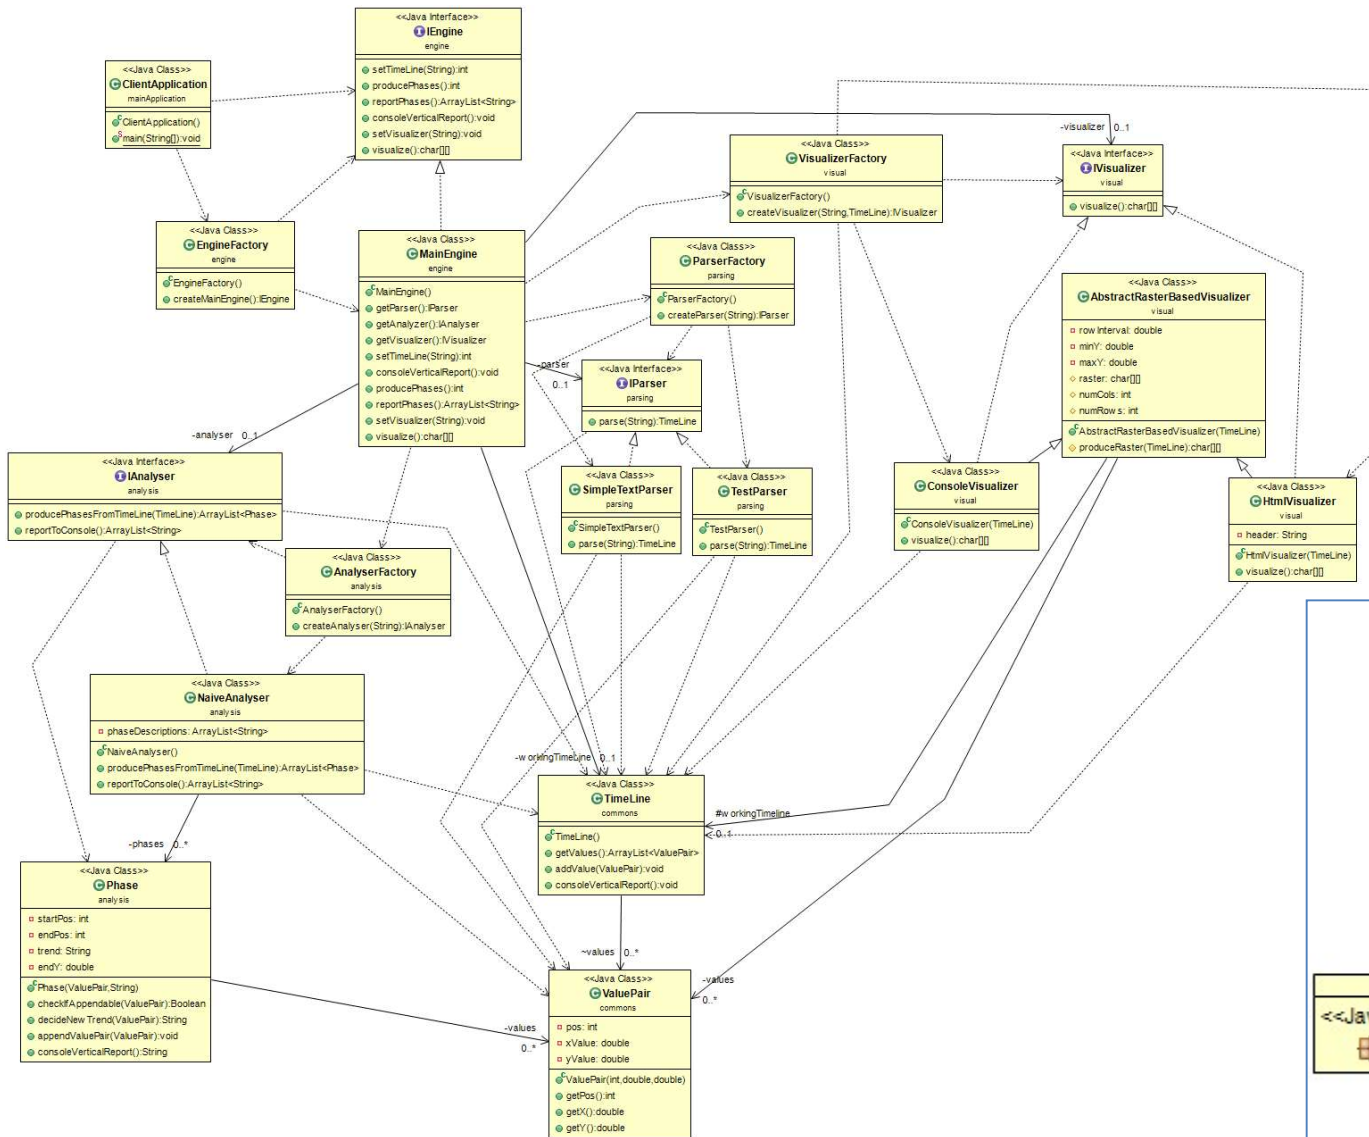 <<Java Interface>>
IEngine
engine
setTimeLine(String):int
producePhases():int
reportPhases():ArrayList<String>
consoleVerticalReport():void
setVisualizer(String):void
visualize():char[][]
<<Java Class>>
ClientApplication
mainApplication
ClientApplication()
main(String[]):void
<<Java Class>>
EngineFactory
engine
EngineFactory()
createMainEngine():IEngine
<<Java Class>>
MainEngine
engine
MainEngine()
getParser():IParser
getAnalyzer():IAnalyser
getVisualizer():IVisualizer
setTimeLine(String):int
consoleVerticalReport():void
producePhases():int
reportPhases():ArrayList<String>
setVisualizer(String):void
visualize():char[][]
<<Java Class>>
VisualizerFactory
visual
VisualizerFactory()
createVisualizer(String,TimeLine):IVisualizer
-visualizer 0..1
<<Java Interface>>
IVisualizer
visual
visualize():char[][]
<<Java Class>>
ParserFactory
parsing
ParserFactory()
createParser(String):IParser
-parser
0..1
<<Java Interface>>
IParser
parsing
parse(String):TimeLine
<<Java Class>>
AbstractRasterBasedVisualizer
visual
rowInterval: double
minY: double
maxY: double
raster: char[][]
numCols: int
numRows: int
AbstractRasterBasedVisualizer(TimeLine)
produceRaster(TimeLine):char[][]
-analyser 0..1
<<Java Interface>>
IAnalyser
analysis
producePhasesFromTimeLine(TimeLine):ArrayList<Phase>
reportToConsole():ArrayList<String>
<<Java Class>>
SimpleTextParser
parsing
SimpleTextParser()
parse(String):TimeLine
<<Java Class>>
TestParser
parsing
TestParser()
parse(String):TimeLine
<<Java Class>>
ConsoleVisualizer
visual
ConsoleVisualizer(TimeLine)
visualize():char[][]
<<Java Class>>
HtmlVisualizer
visual
header: String
HtmlVisualizer(TimeLine)
visualize():char[][]
<<Java Class>>
AnalyserFactory
analysis
AnalyserFactory()
createAnalyser(String):IAnalyser
<<Java Class>>
NaiveAnalyser
analysis
phaseDescriptions: ArrayList<String>
NaiveAnalyser()
producePhasesFromTimeLine(TimeLine):ArrayList<Phase>
reportToConsole():ArrayList<String>
-workingTimeLine 0..1
<<Java Class>>
TimeLine
commons
TimeLine()
getValues():ArrayList<ValuePair>
addValue(ValuePair):void
consoleVerticalReport():void
#workingTimeline
0..1
-phases 0..*
<<Java Class>>
Phase
analysis
startPos: int
endPos: int
trend: String
endY: double
Phase(ValuePair,String)
checkIfAppendable(ValuePair):Boolean
decideNewTrend(ValuePair):String
appendValuePair(ValuePair):void
consoleVerticalReport():String
~values 0..*
-values
0..*
-values
0..*
<<Java Class>>
ValuePair
commons
pos: int
xValue: double
yValue: double
ValuePair(int,double,double)
getPos():int
getX():double
getY():double
<<Jav